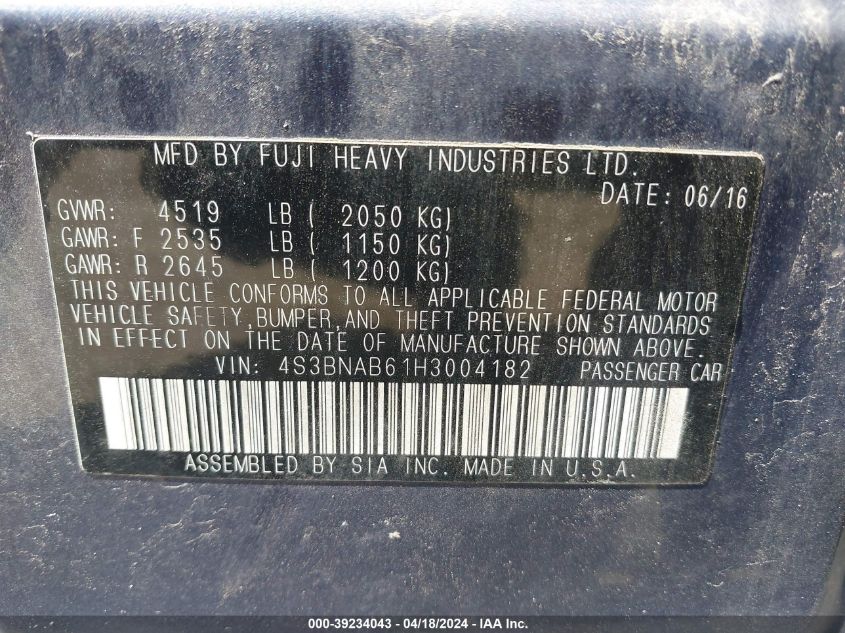 MFD BY FUJI HEAVY INDUSTRIES LTD.
DATE: 06/16
GVWR: 4519 LB ( 2050 KG)
GAWR: F 2535 LB ( 1150 KG)
GAWR: R 2645 LB ( 1200 KG)
THIS VEHICLE CONFORMS TO ALL APPLICABLE FEDERAL MOTOR
VEHICLE SAFETY,BUMPER,AND THEFT PREVENTION STANDARDS
IN EFFECT ON THE DATE OF MANUFACTURE SHOWN ABOVE.
VIN: 4S3BNAB61H3004182 PASSENGER CAR
ASSEMBLED BY SIA INC. MADE IN U.S.A.
000-39234043 - 04/18/2024 - IAA Inc.